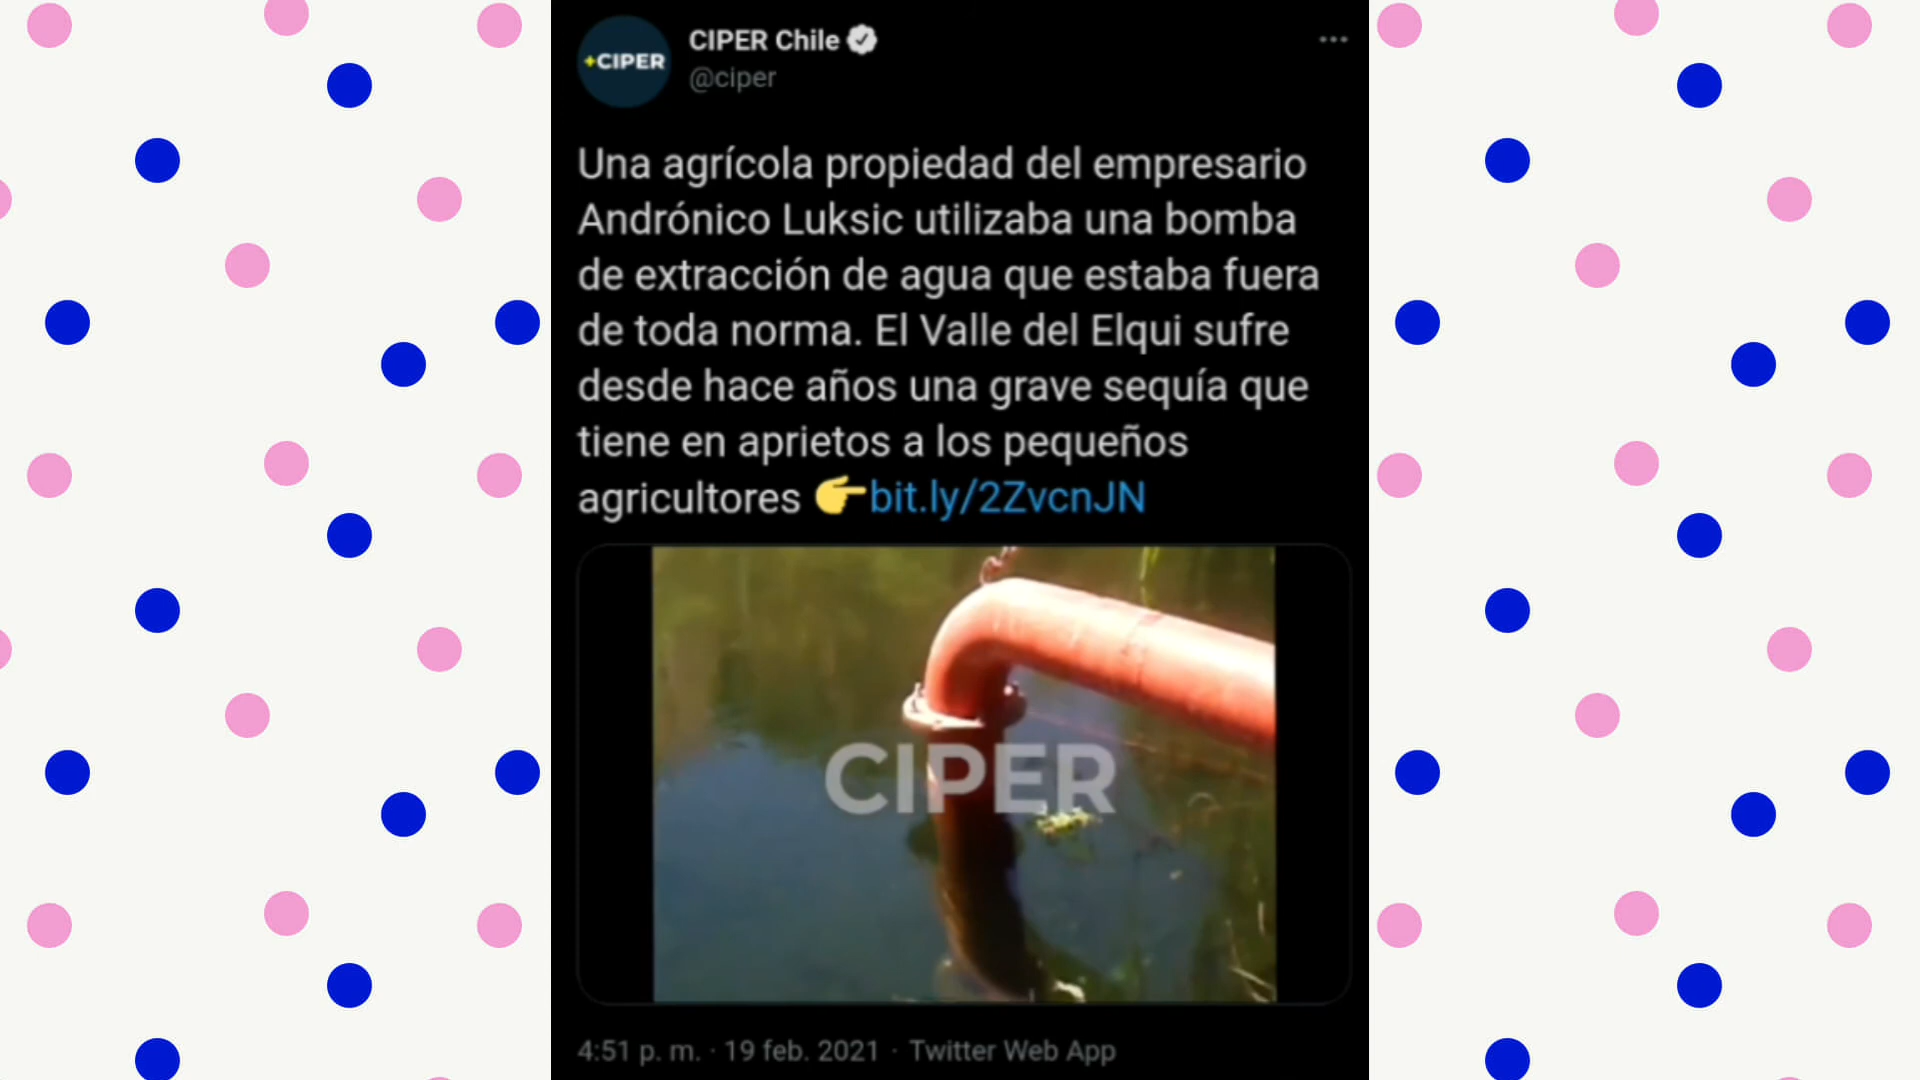 +CIPER
CIPER Chile
@ciper
Una agrícola propiedad del empresario
Andrónico Luksic utilizaba una bomba
de extracción de agua que estaba fuera
de toda norma. El Valle del Elqui sufre
desde hace años una grave sequía que
tiene en aprietos a los pequeños
agricultores 👉bit.ly/2ZvcnJN
CIPER
4:51 p. m. · 19 feb. 2021 · Twitter Web App